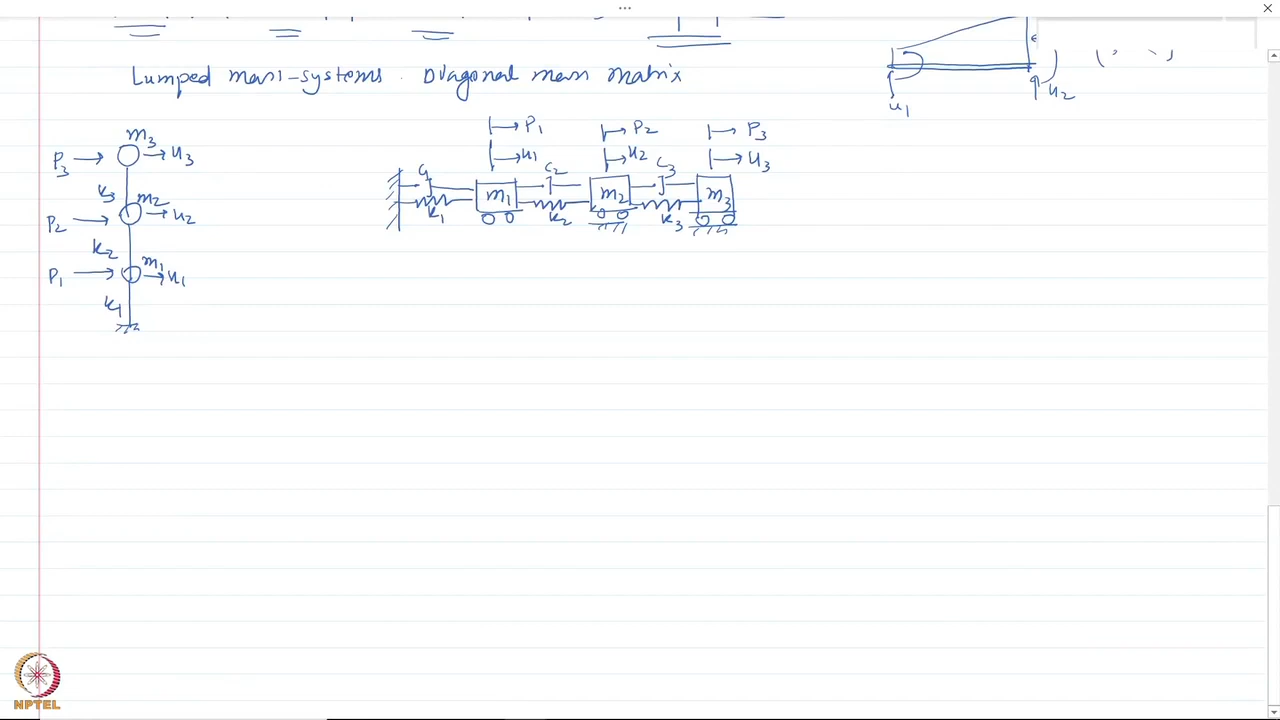 Lumped mass-systems. Diagonal mass matrix
u1
u2
m3
P3
u3
k3
m2
P2
u2
k2
m1
P1
u1
k1
P1
P2
P3
u1
u2
u3
c1
c2
c3
m1
m2
m3
k1
k2
k3
NPTEL